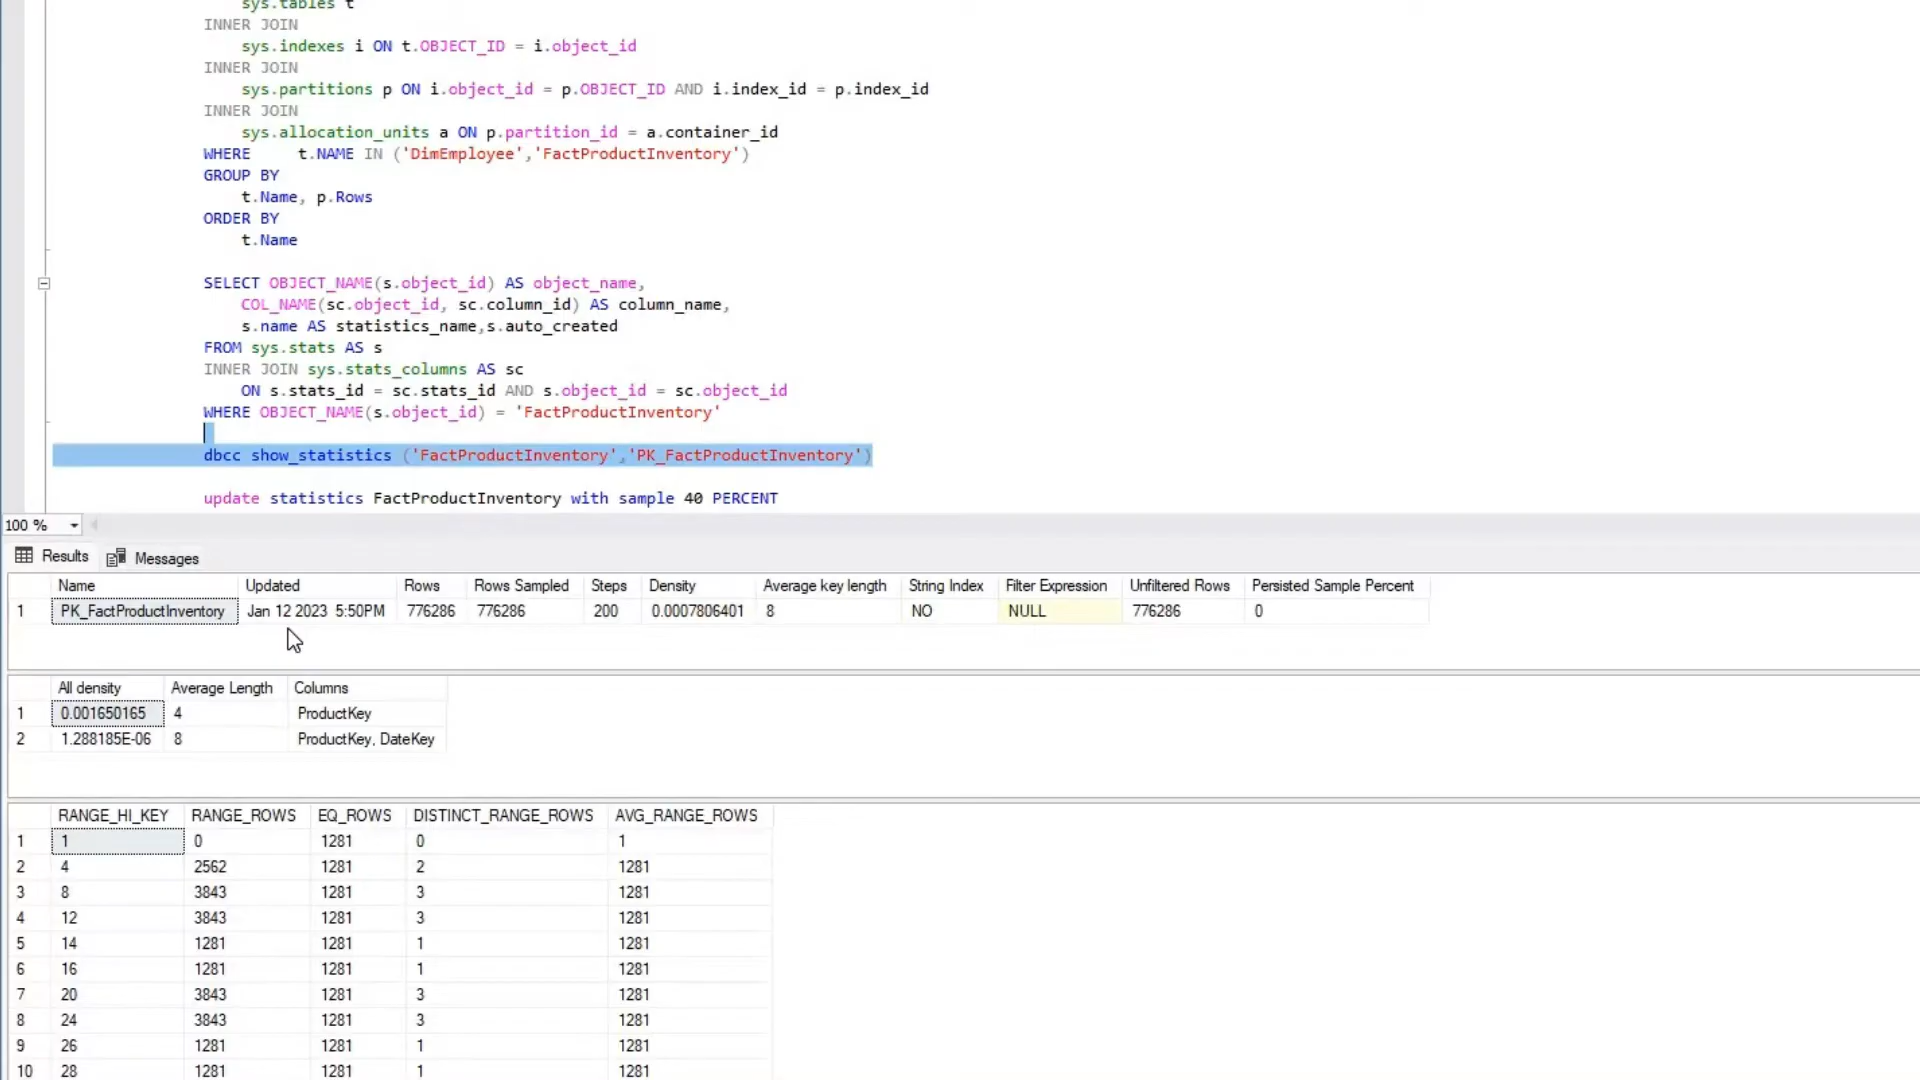 sys.tables t
INNER JOIN
sys.indexes i ON t.OBJECT_ID = i.object_id
INNER JOIN
sys.partitions p ON i.object_id = p.OBJECT_ID AND i.index_id = p.index_id
INNER JOIN
sys.allocation_units a ON p.partition_id = a.container_id
WHERE t.NAME IN ('DimEmployee','FactProductInventory')
GROUP BY
t.Name, p.Rows
ORDER BY
t.Name
SELECT OBJECT_NAME(s.object_id) AS object_name,
COL_NAME(sc.object_id, sc.column_id) AS column_name,
s.name AS statistics_name,s.auto_created
FROM sys.stats AS s
INNER JOIN sys.stats_columns AS sc
ON s.stats_id = sc.stats_id AND s.object_id = sc.object_id
WHERE OBJECT_NAME(s.object_id) = 'FactProductInventory'
dbcc show_statistics ('FactProductInventory','PK_FactProductInventory')
update statistics FactProductInventory with sample 40 PERCENT
100 %
Results Messages
Name Updated Rows Rows Sampled Steps Density Average key length String Index Filter Expression Unfiltered Rows Persisted Sample Percent
1 PK_FactProductInventory Jan 12 2023 5:50PM 776286 776286 200 0.0007806401 8 NO NULL 776286 0
All density Average Length Columns
1 0.001650165 4 ProductKey
2 1.288185E-06 8 ProductKey, DateKey
RANGE_HI_KEY RANGE_ROWS EQ_ROWS DISTINCT_RANGE_ROWS AVG_RANGE_ROWS
1 1 0 1281 0 1
2 4 2562 1281 2 1281
3 8 3843 1281 3 1281
4 12 3843 1281 3 1281
5 14 1281 1281 1 1281
6 16 1281 1281 1 1281
7 20 3843 1281 3 1281
8 24 3843 1281 3 1281
9 26 1281 1281 1 1281
10 28 1281 1281 1 1281